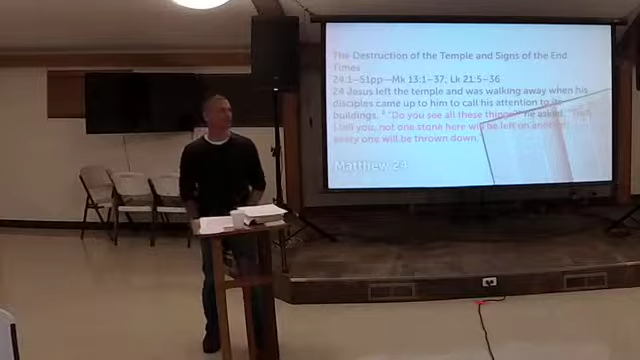 The Destruction of the Temple and Signs of the End
Times
24:1–51pp—Mk 13:1–37; Lk 21:5–36
24 Jesus left the temple and was walking away when his
disciples came up to him to call his attention to its
buildings. ² "Do you see all these things?" he asked.
I tell you, not one stone here will be left on
every one will be thrown down.
Matthew 24